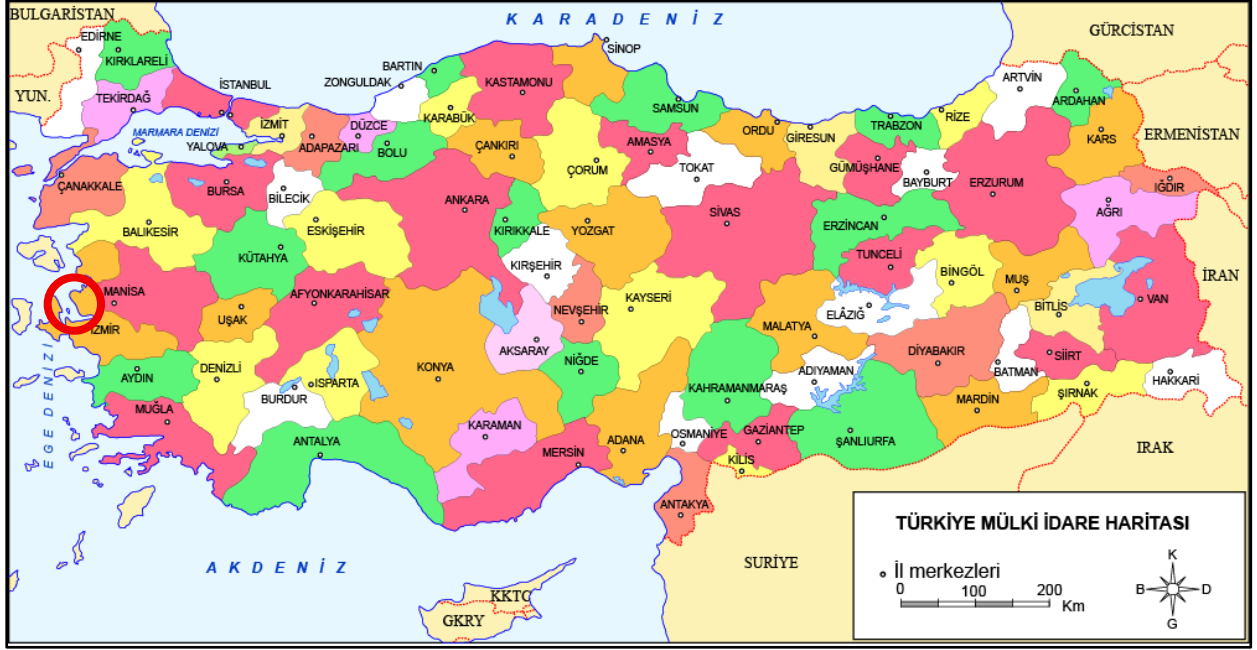 BULGARİSTAN
K A R A D E N İ Z
GÜRCİSTAN
EDİRNE
KIRKLARELİ
SİNOP
BARTIN
KASTAMONU
ZONGULDAK
İSTANBUL
ARTVİN
YUN.
TEKİRDAĞ
ARDAHAN
SAMSUN
KARABÜK
RİZE
İZMİT
DÜZCE
TRABZON
ORDU
GİRESUN
MARMARA DENİZİ
ERMENİSTAN
KARS
YALOVA
ADAPAZARI
BOLU
ÇANKIRI
AMASYA
ÇORUM
TOKAT
GÜMÜŞHANE
BAYBURT
ERZURUM
ÇANAKKALE
BURSA
BİLECİK
IĞDIR
ANKARA
SİVAS
AĞRI
BALIKESİR
ESKİŞEHİR
KIRIKKALE
YOZGAT
ERZİNCAN
KÜTAHYA
TUNCELİ
KIRŞEHİR
BİNGÖL
MUŞ
İRAN
MANİSA
AFYONKARAHİSAR
NEVŞEHİR
KAYSERİ
VAN
BİTLİS
UŞAK
ELÂZIĞ
İZMİR
MALATYA
AKSARAY
DİYABAKIR
SİİRT
NİĞDE
DENİZLİ
KONYA
ADIYAMAN
BATMAN
AYDIN
ISPARTA
KAHRAMANMARAŞ
HAKKARİ
ŞIRNAK
BURDUR
MARDİN
MUĞLA
EGE DENİZİ
KARAMAN
GAZİANTEP
OSMANİYE
ŞANLIURFA
ANTALYA
ADANA
MERSİN
KİLİS
IRAK
ANTAKYA
TÜRKİYE MÜLKİ İDARE HARİTASI
SURİYE
A K D E N İ Z
İl merkezleri
0 100 200
Km
K
B D
G
KKTC
GKRY